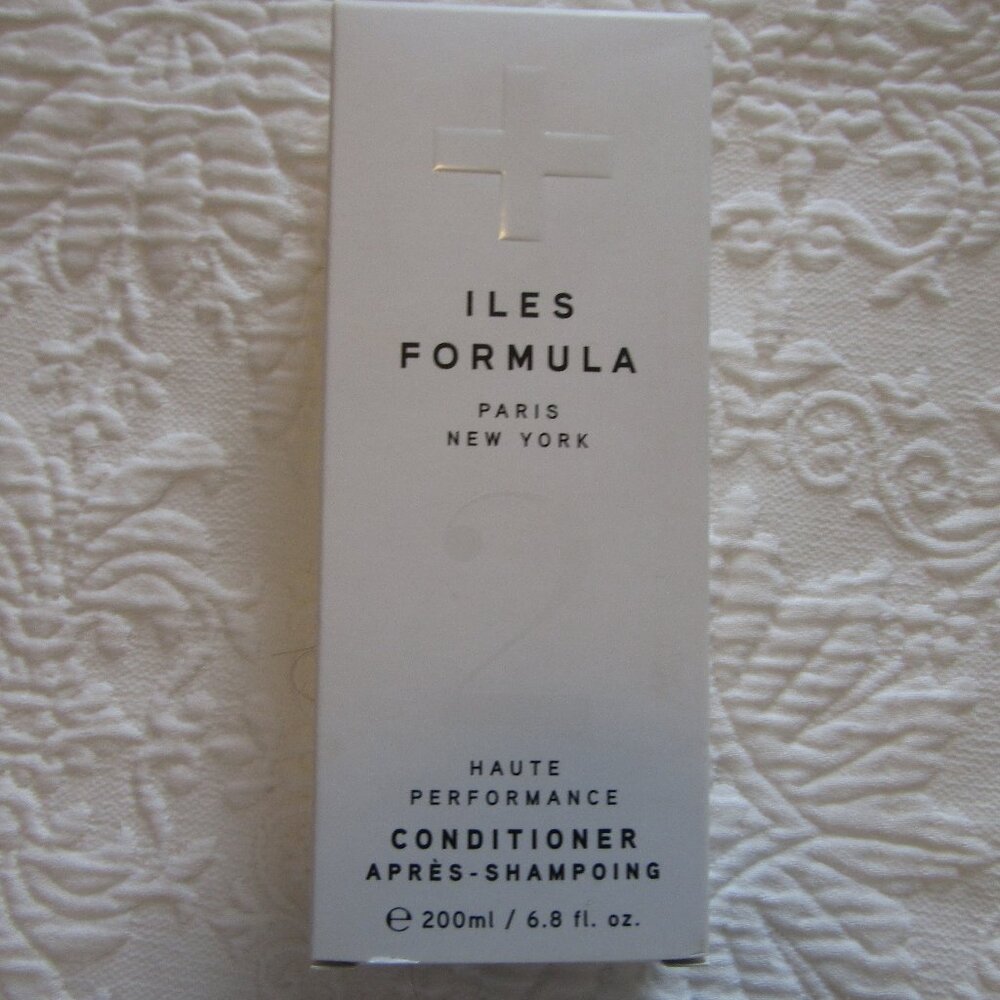 ILES
FORMULA
PARIS
NEW YORK
HAUTE
PERFORMANCE
CONDITIONER
APRÈS-SHAMPOING
℮ 200ml / 6.8 fl. oz.